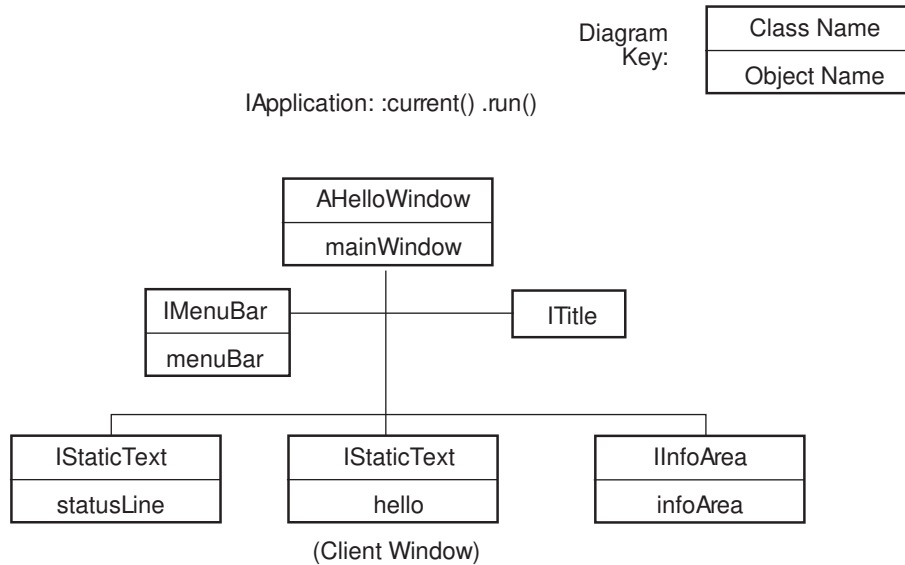 Diagram
Key:
Class Name
Object Name
IApplication: :current() .run()
AHelloWindow
mainWindow
IMenuBar
menuBar
ITitle
IStaticText
statusLine
IStaticText
hello
(Client Window)
IInfoArea
infoArea